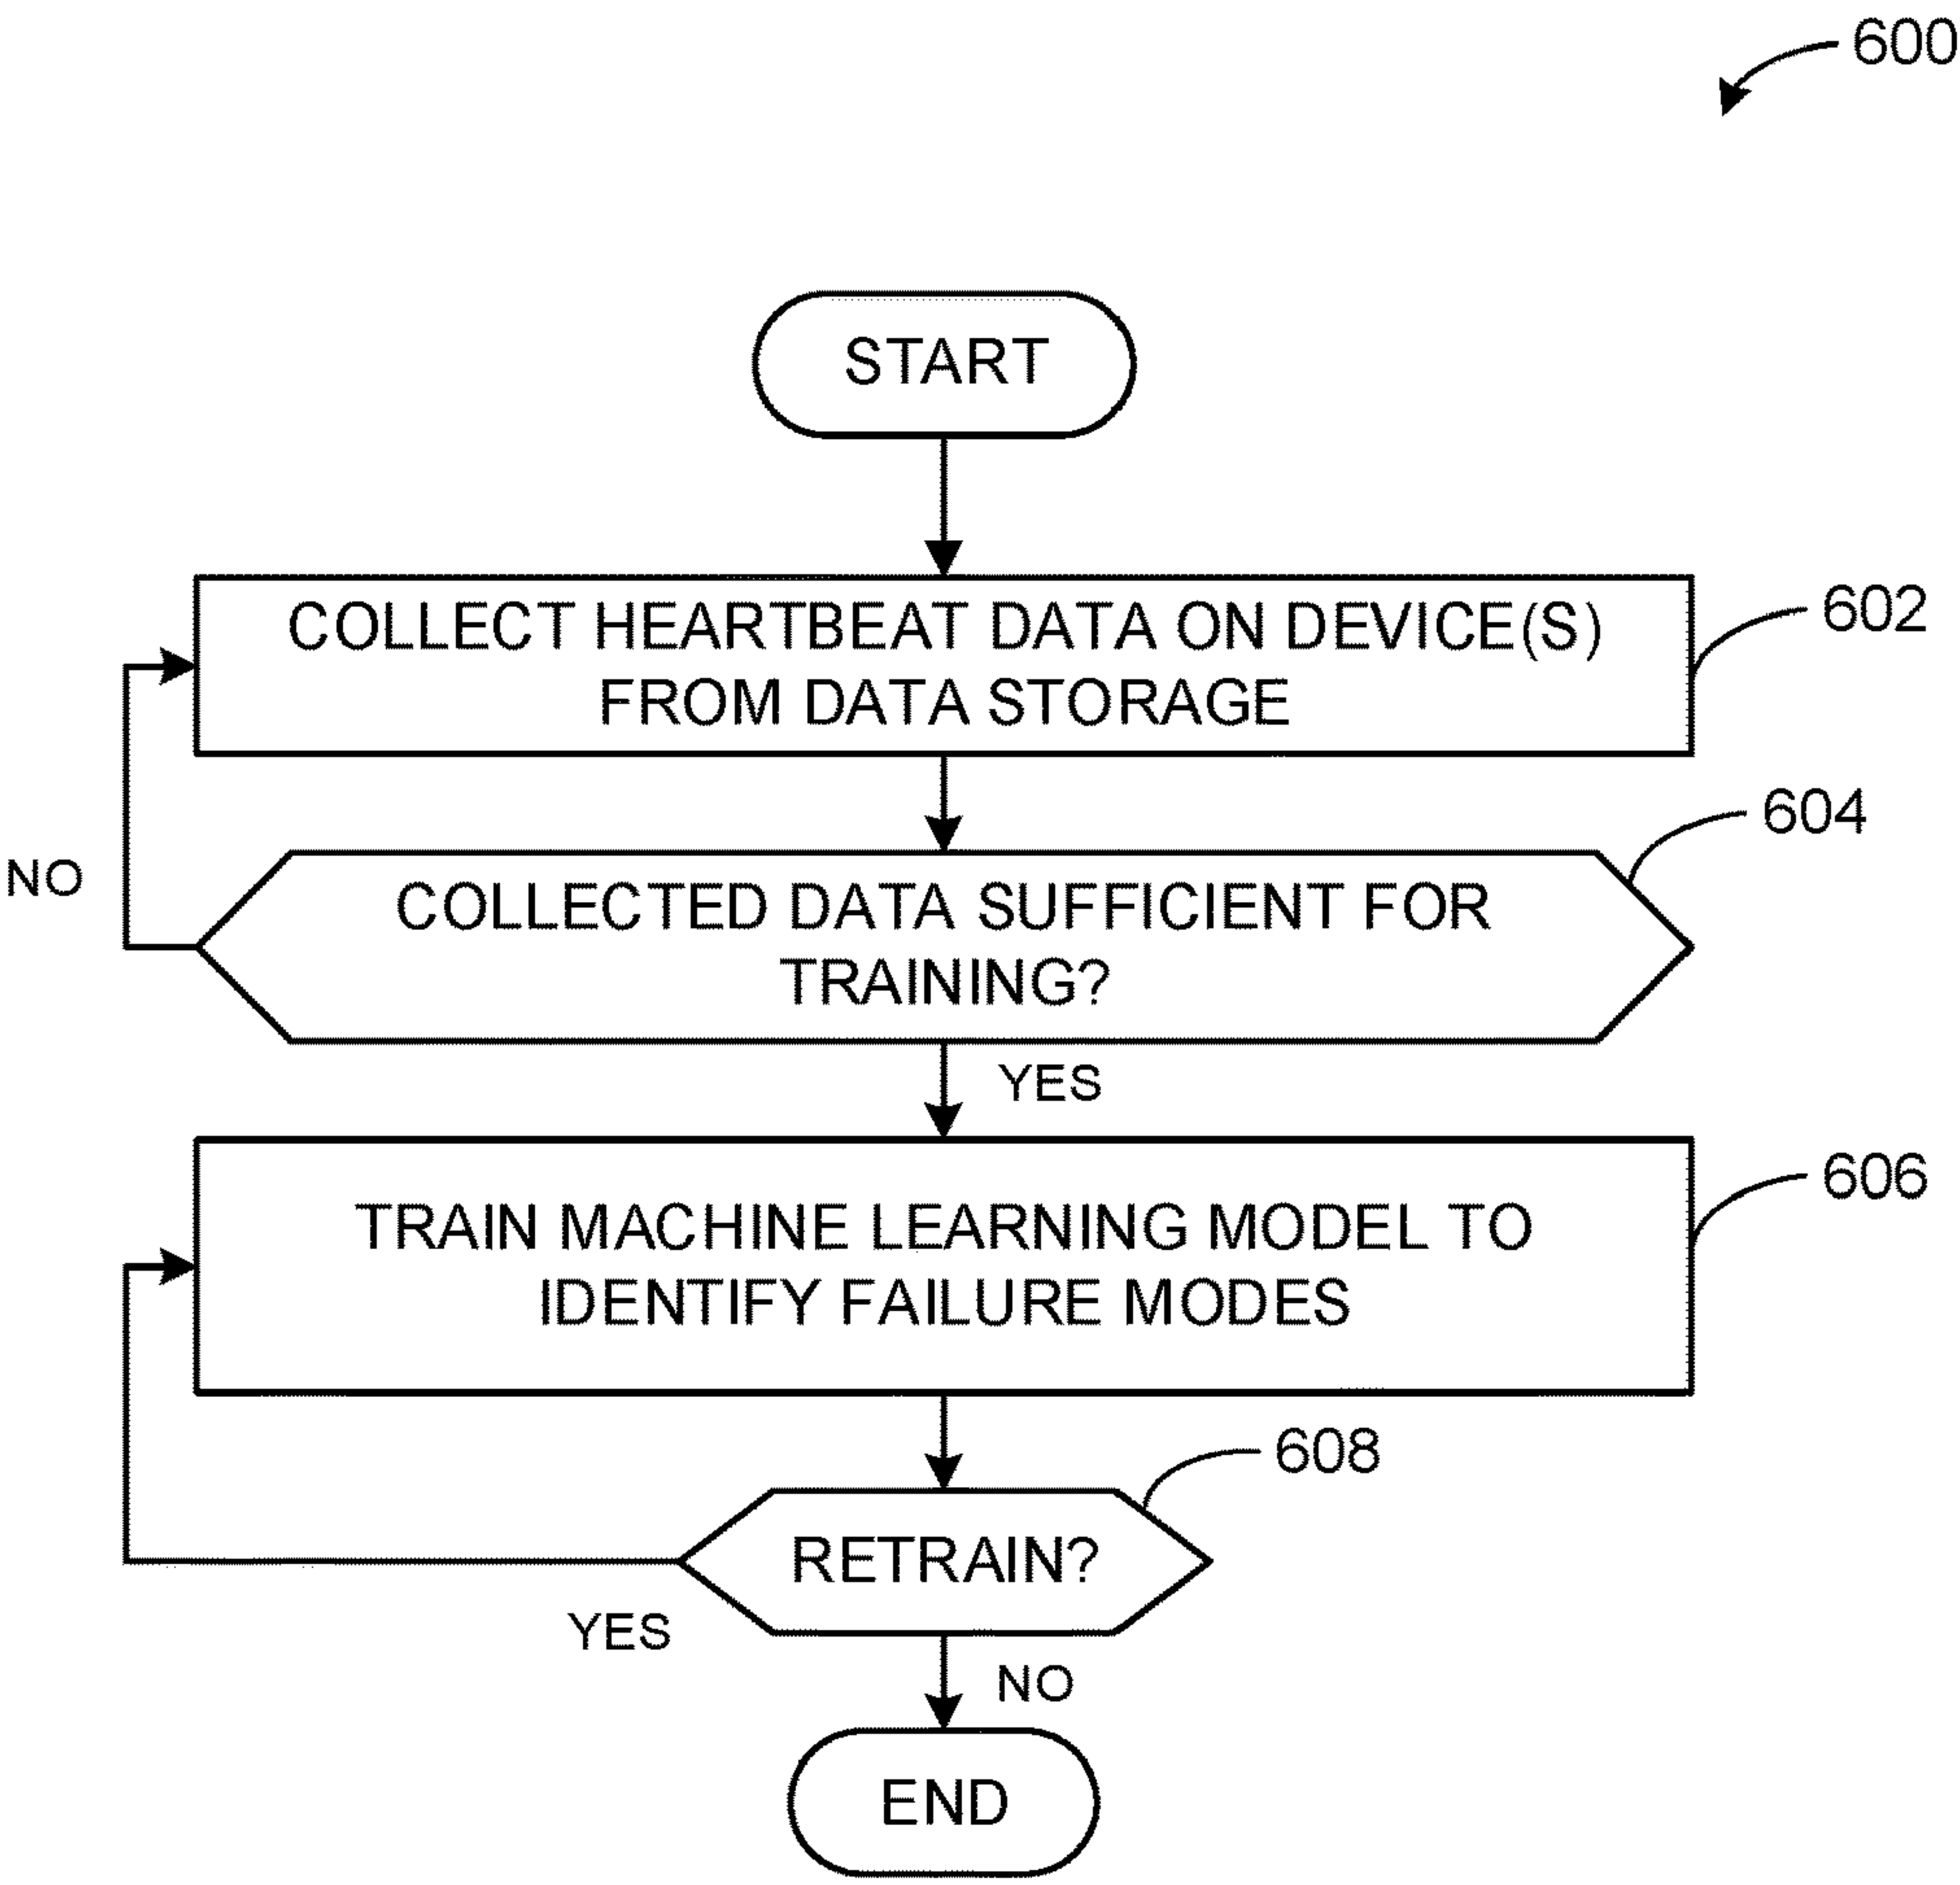 600
START
COLLECT HEARTBEAT DATA ON DEVICE(S)
FROM DATA STORAGE
602
604
NO
COLLECTED DATA SUFFICIENT FOR
TRAINING?
YES
606
TRAIN MACHINE LEARNING MODEL TO
IDENTIFY FAILURE MODES
608
RETRAIN?
YES
NO
END